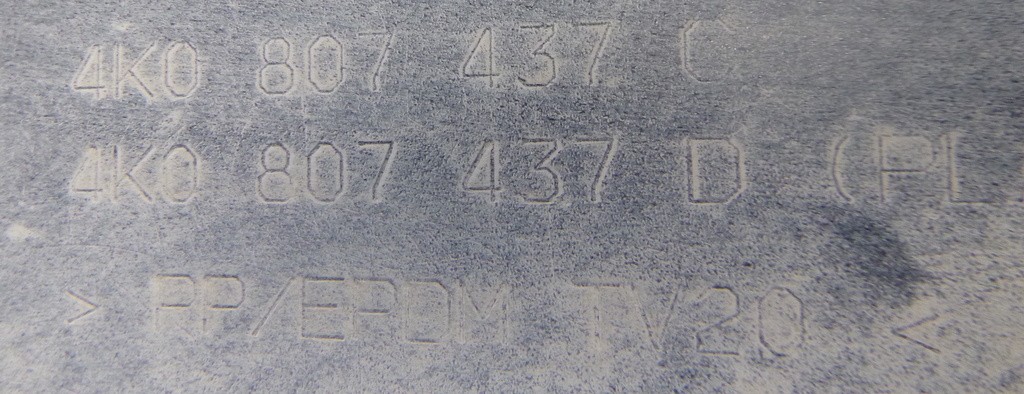 4K0 807 437 C
4K0 807 437 D (PL
> PP/EPDM TV20 <